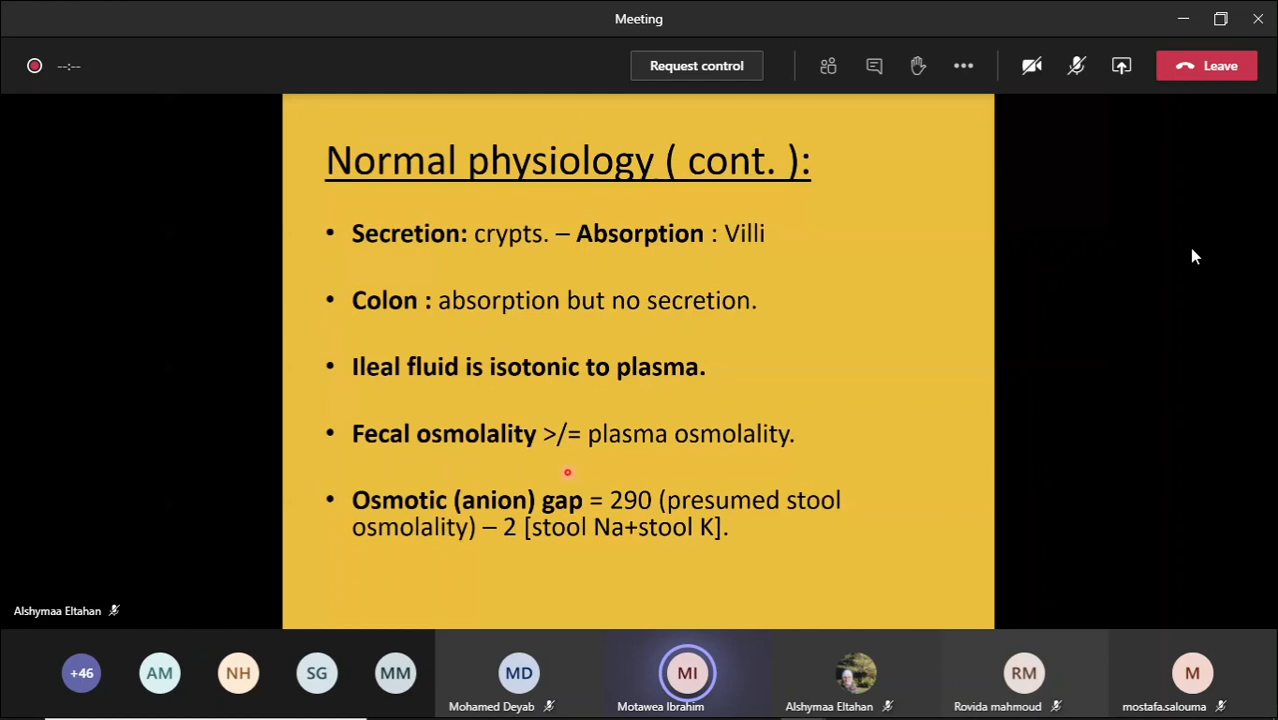 Meeting
--:--
Request control
Leave
Normal physiology ( cont. ):
• Secretion: crypts. – Absorption : Villi
• Colon : absorption but no secretion.
• Ileal fluid is isotonic to plasma.
• Fecal osmolality >/= plasma osmolality.
• Osmotic (anion) gap = 290 (presumed stool
osmolality) – 2 [stool Na+stool K].
Alshymaa Eltahan
+46
AM
NH
SG
MM
MD
MI
RM
M
Mohamed Deyab
Motawea Ibrahim
Alshymaa Eltahan
Rovida mahmoud
mostafa.salouma